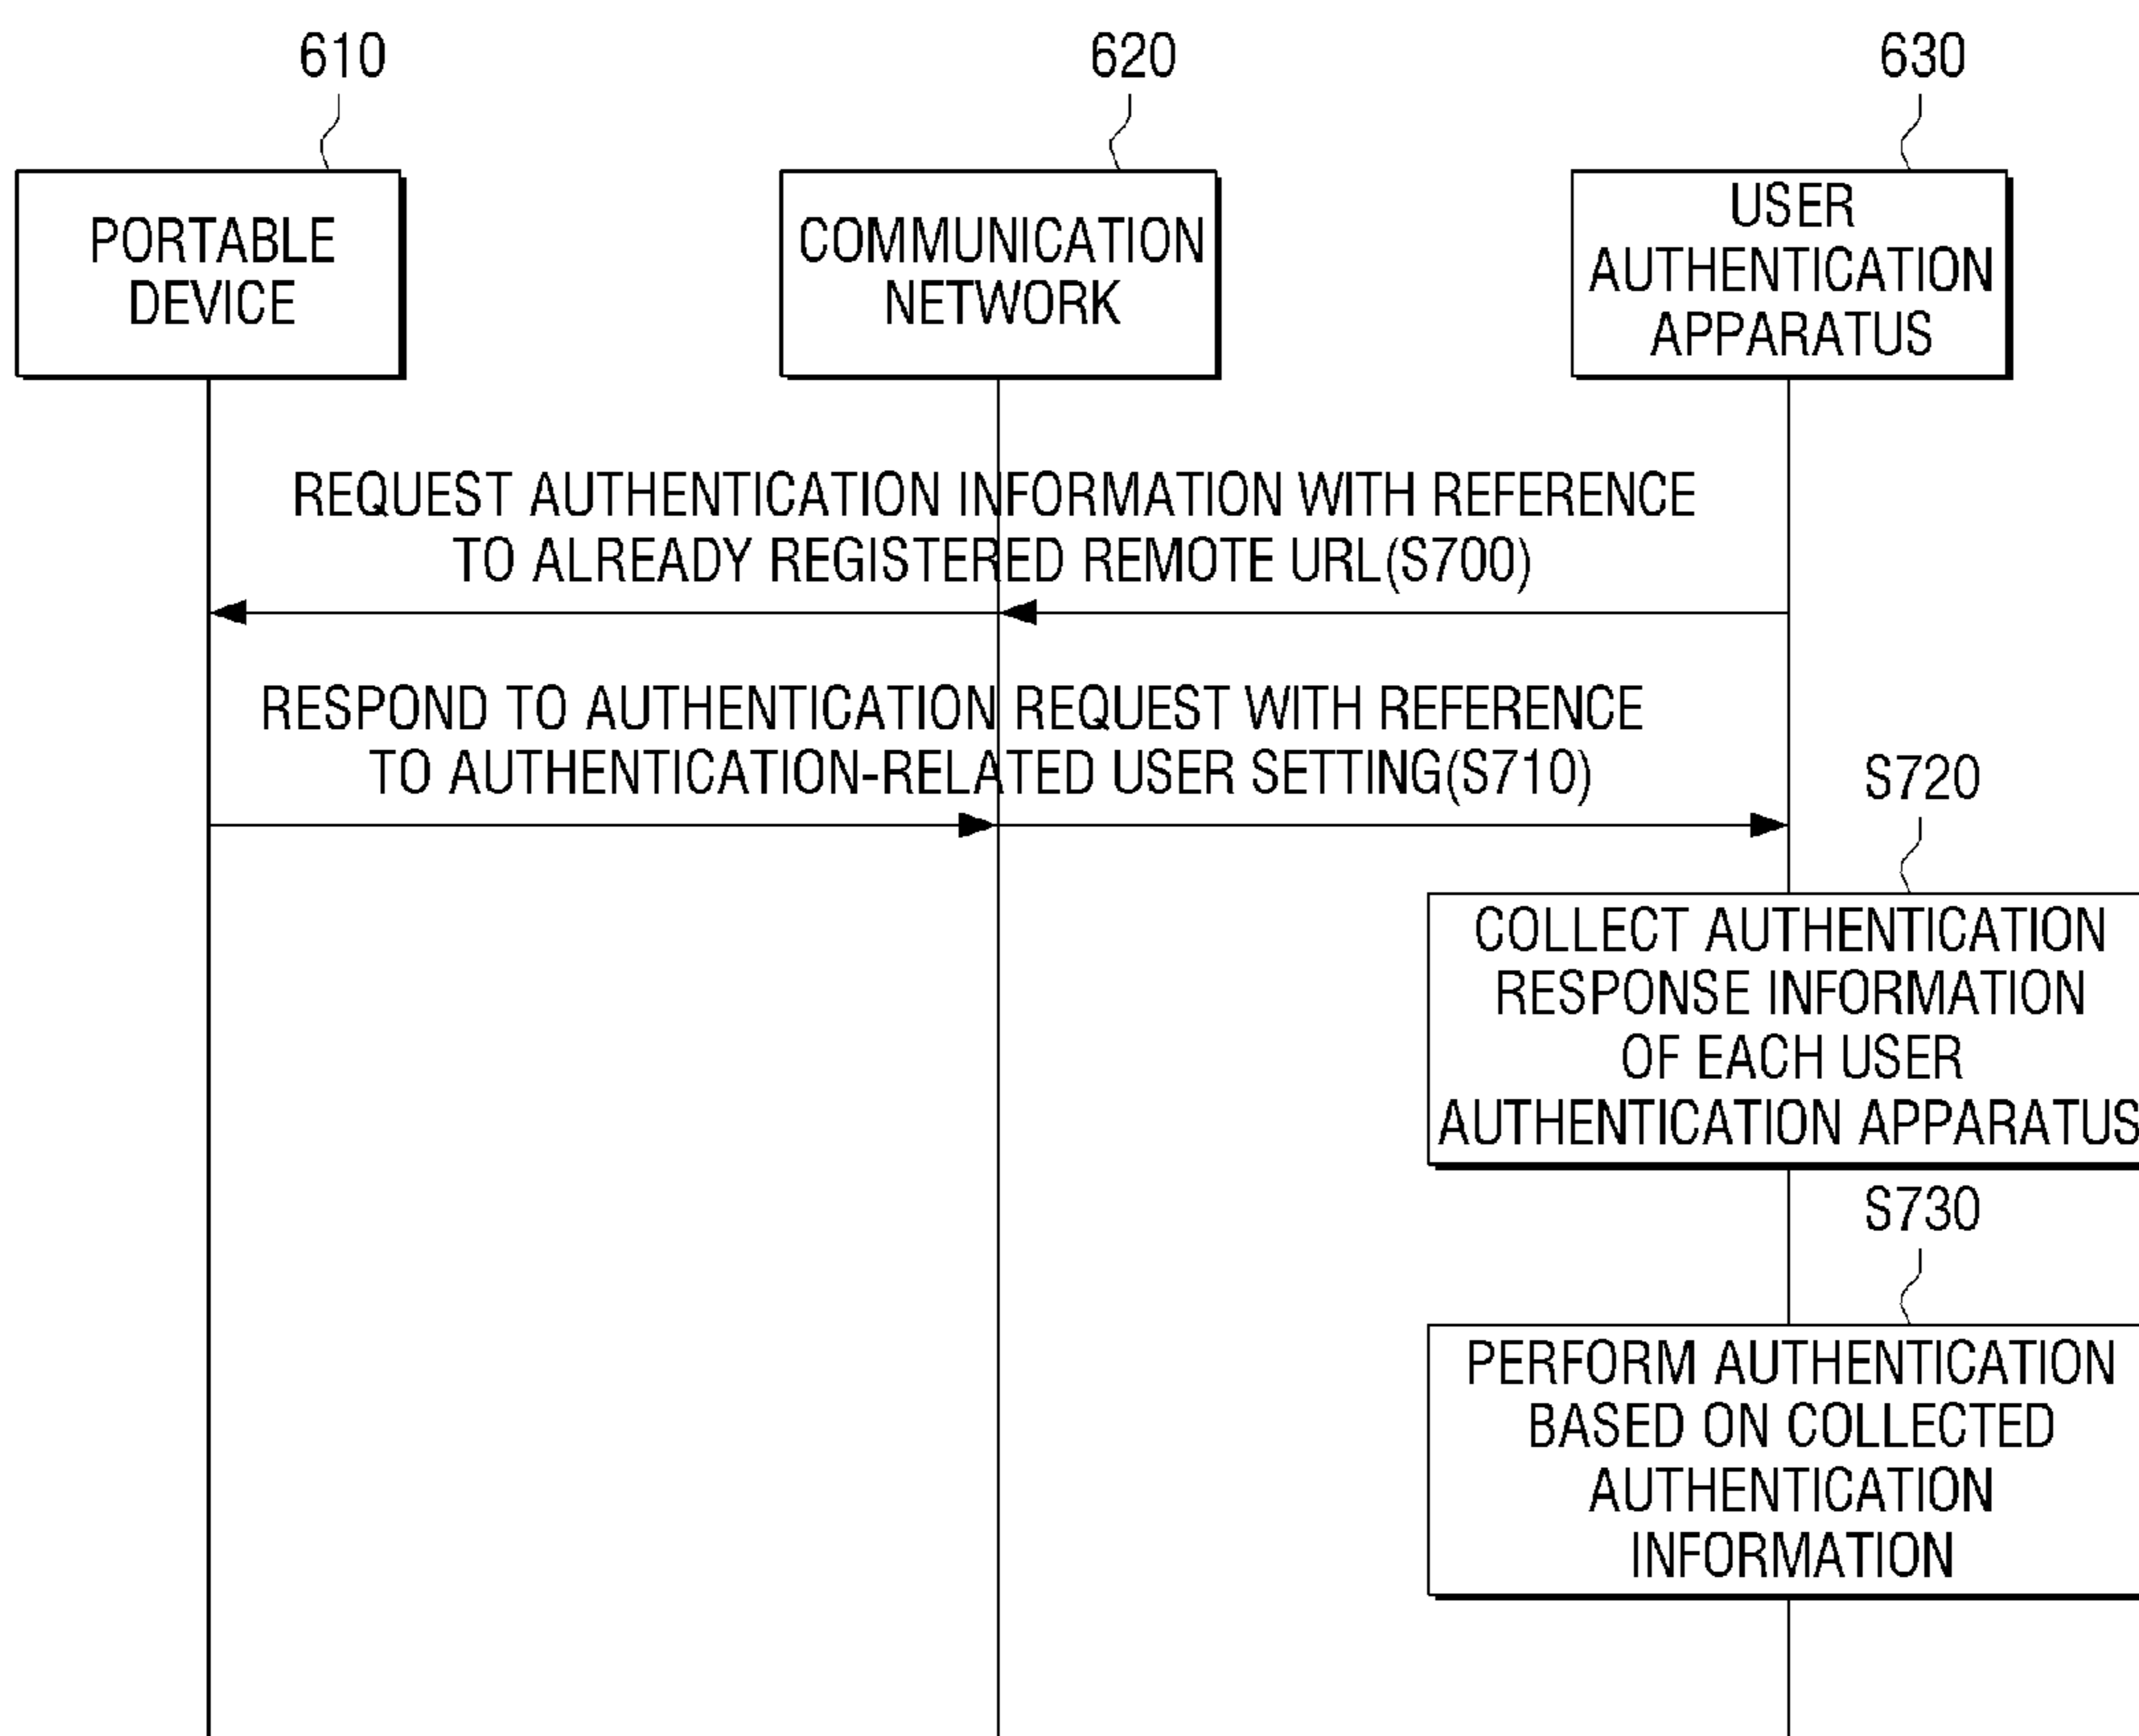 610
620
630
PORTABLE
DEVICE
COMMUNICATION
NETWORK
USER
AUTHENTICATION
APPARATUS
REQUEST AUTHENTICATION INFORMATION WITH REFERENCE
TO ALREADY REGISTERED REMOTE URL(S700)
RESPOND TO AUTHENTICATION REQUEST WITH REFERENCE
TO AUTHENTICATION-RELATED USER SETTING(S710)
S720
COLLECT AUTHENTICATION
RESPONSE INFORMATION
OF EACH USER
AUTHENTICATION APPARATUS
S730
PERFORM AUTHENTICATION
BASED ON COLLECTED
AUTHENTICATION
INFORMATION